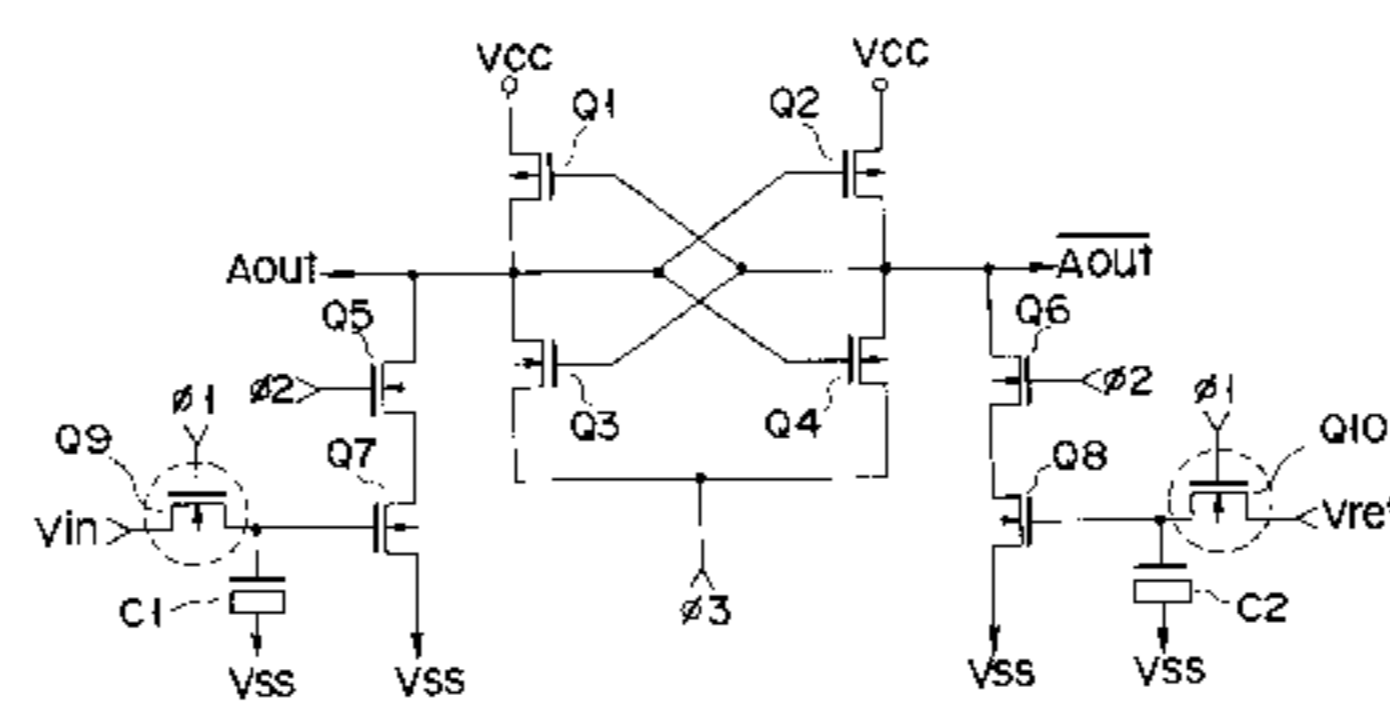 VCC
VCC
Q1
Q2
Aout
A̅o̅u̅t̅
Q5
Q6
ø2
ø2
ø1
ø1
Q3
Q4
Q9
Q7
Q8
Q10
Vin
Vref
C1
ø3
C2
VSS
VSS
VSS
VSS